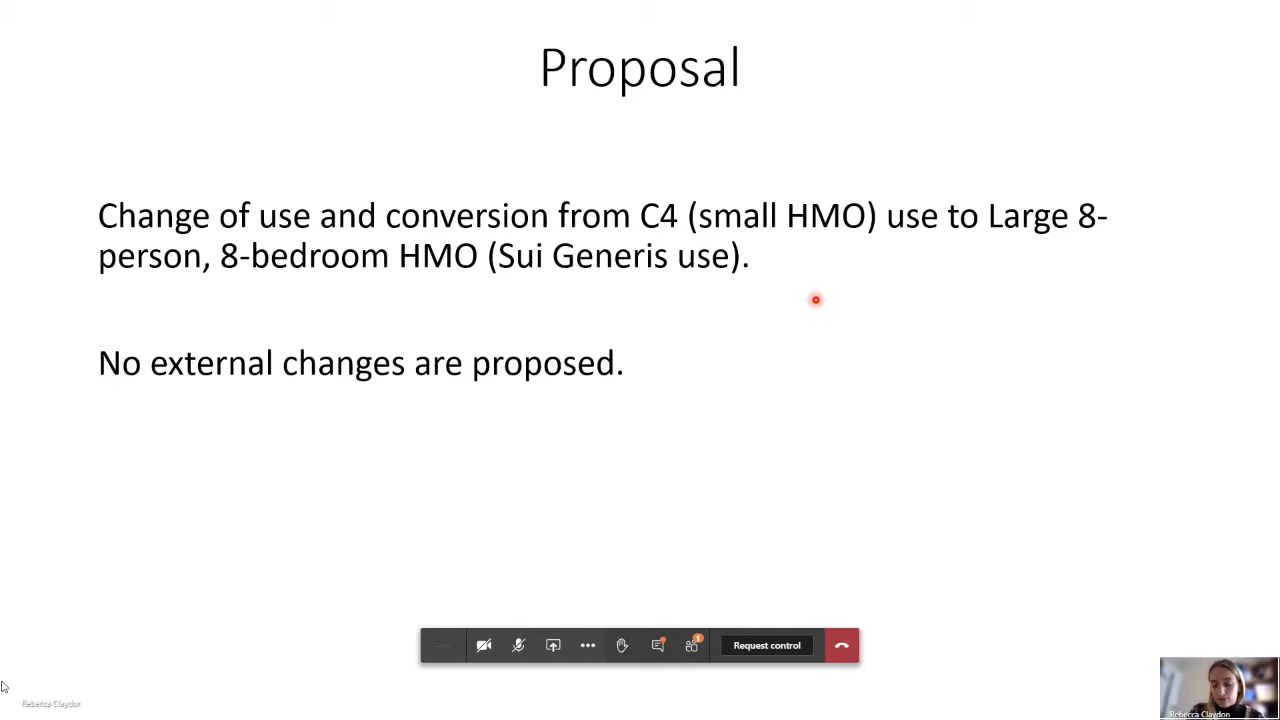 Proposal
Change of use and conversion from C4 (small HMO) use to Large 8-
person, 8-bedroom HMO (Sui Generis use).
No external changes are proposed.
1
Request control
Rebecca Claydon
Rebecca Claydon